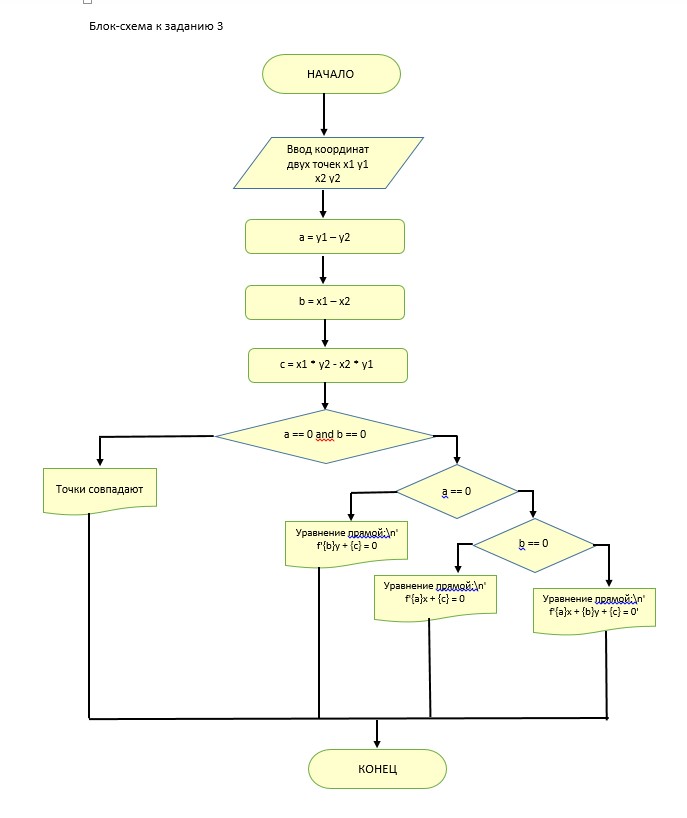 Блок-схема к заданию 3
НАЧАЛО
Ввод координат
двух точек x1 y1
x2 y2
a = y1 – y2
b = x1 – x2
c = x1 * y2 - x2 * y1
a == 0 and b == 0
Точки совпадают
a == 0
Уравнение прямой:\n'
f'{b}y + {c} = 0
b == 0
Уравнение прямой:\n'
f'{a}x + {c} = 0
Уравнение прямой:\n'
f'{a}x + {b}y + {c} = 0'
КОНЕЦ